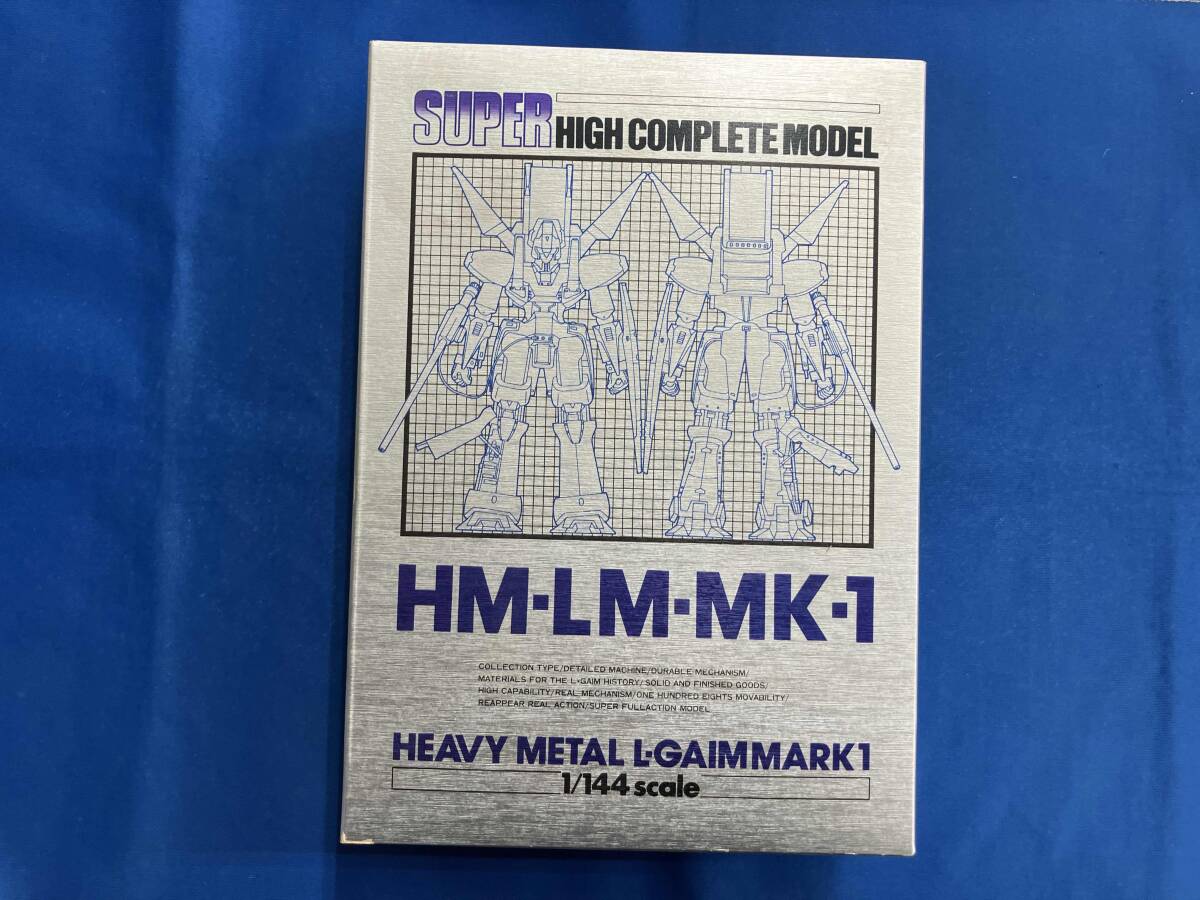 SUPER HIGH COMPLETE MODEL
HM-LM-MK-1
COLLECTION TYPE/DETAILED MACHINE/DURABLE MECHANISM/
MATERIALS FOR THE L•GAIM HISTORY/SOLID AND FINISHED GOODS/
HIGH CAPABILITY/REAL MECHANISM/ONE HUNDRED EIGHTS MOVABILITY/
REAPPEAR REAL ACTION/SUPER FULLACTION MODEL
HEAVY METAL L-GAIM MARK 1
1/144 scale